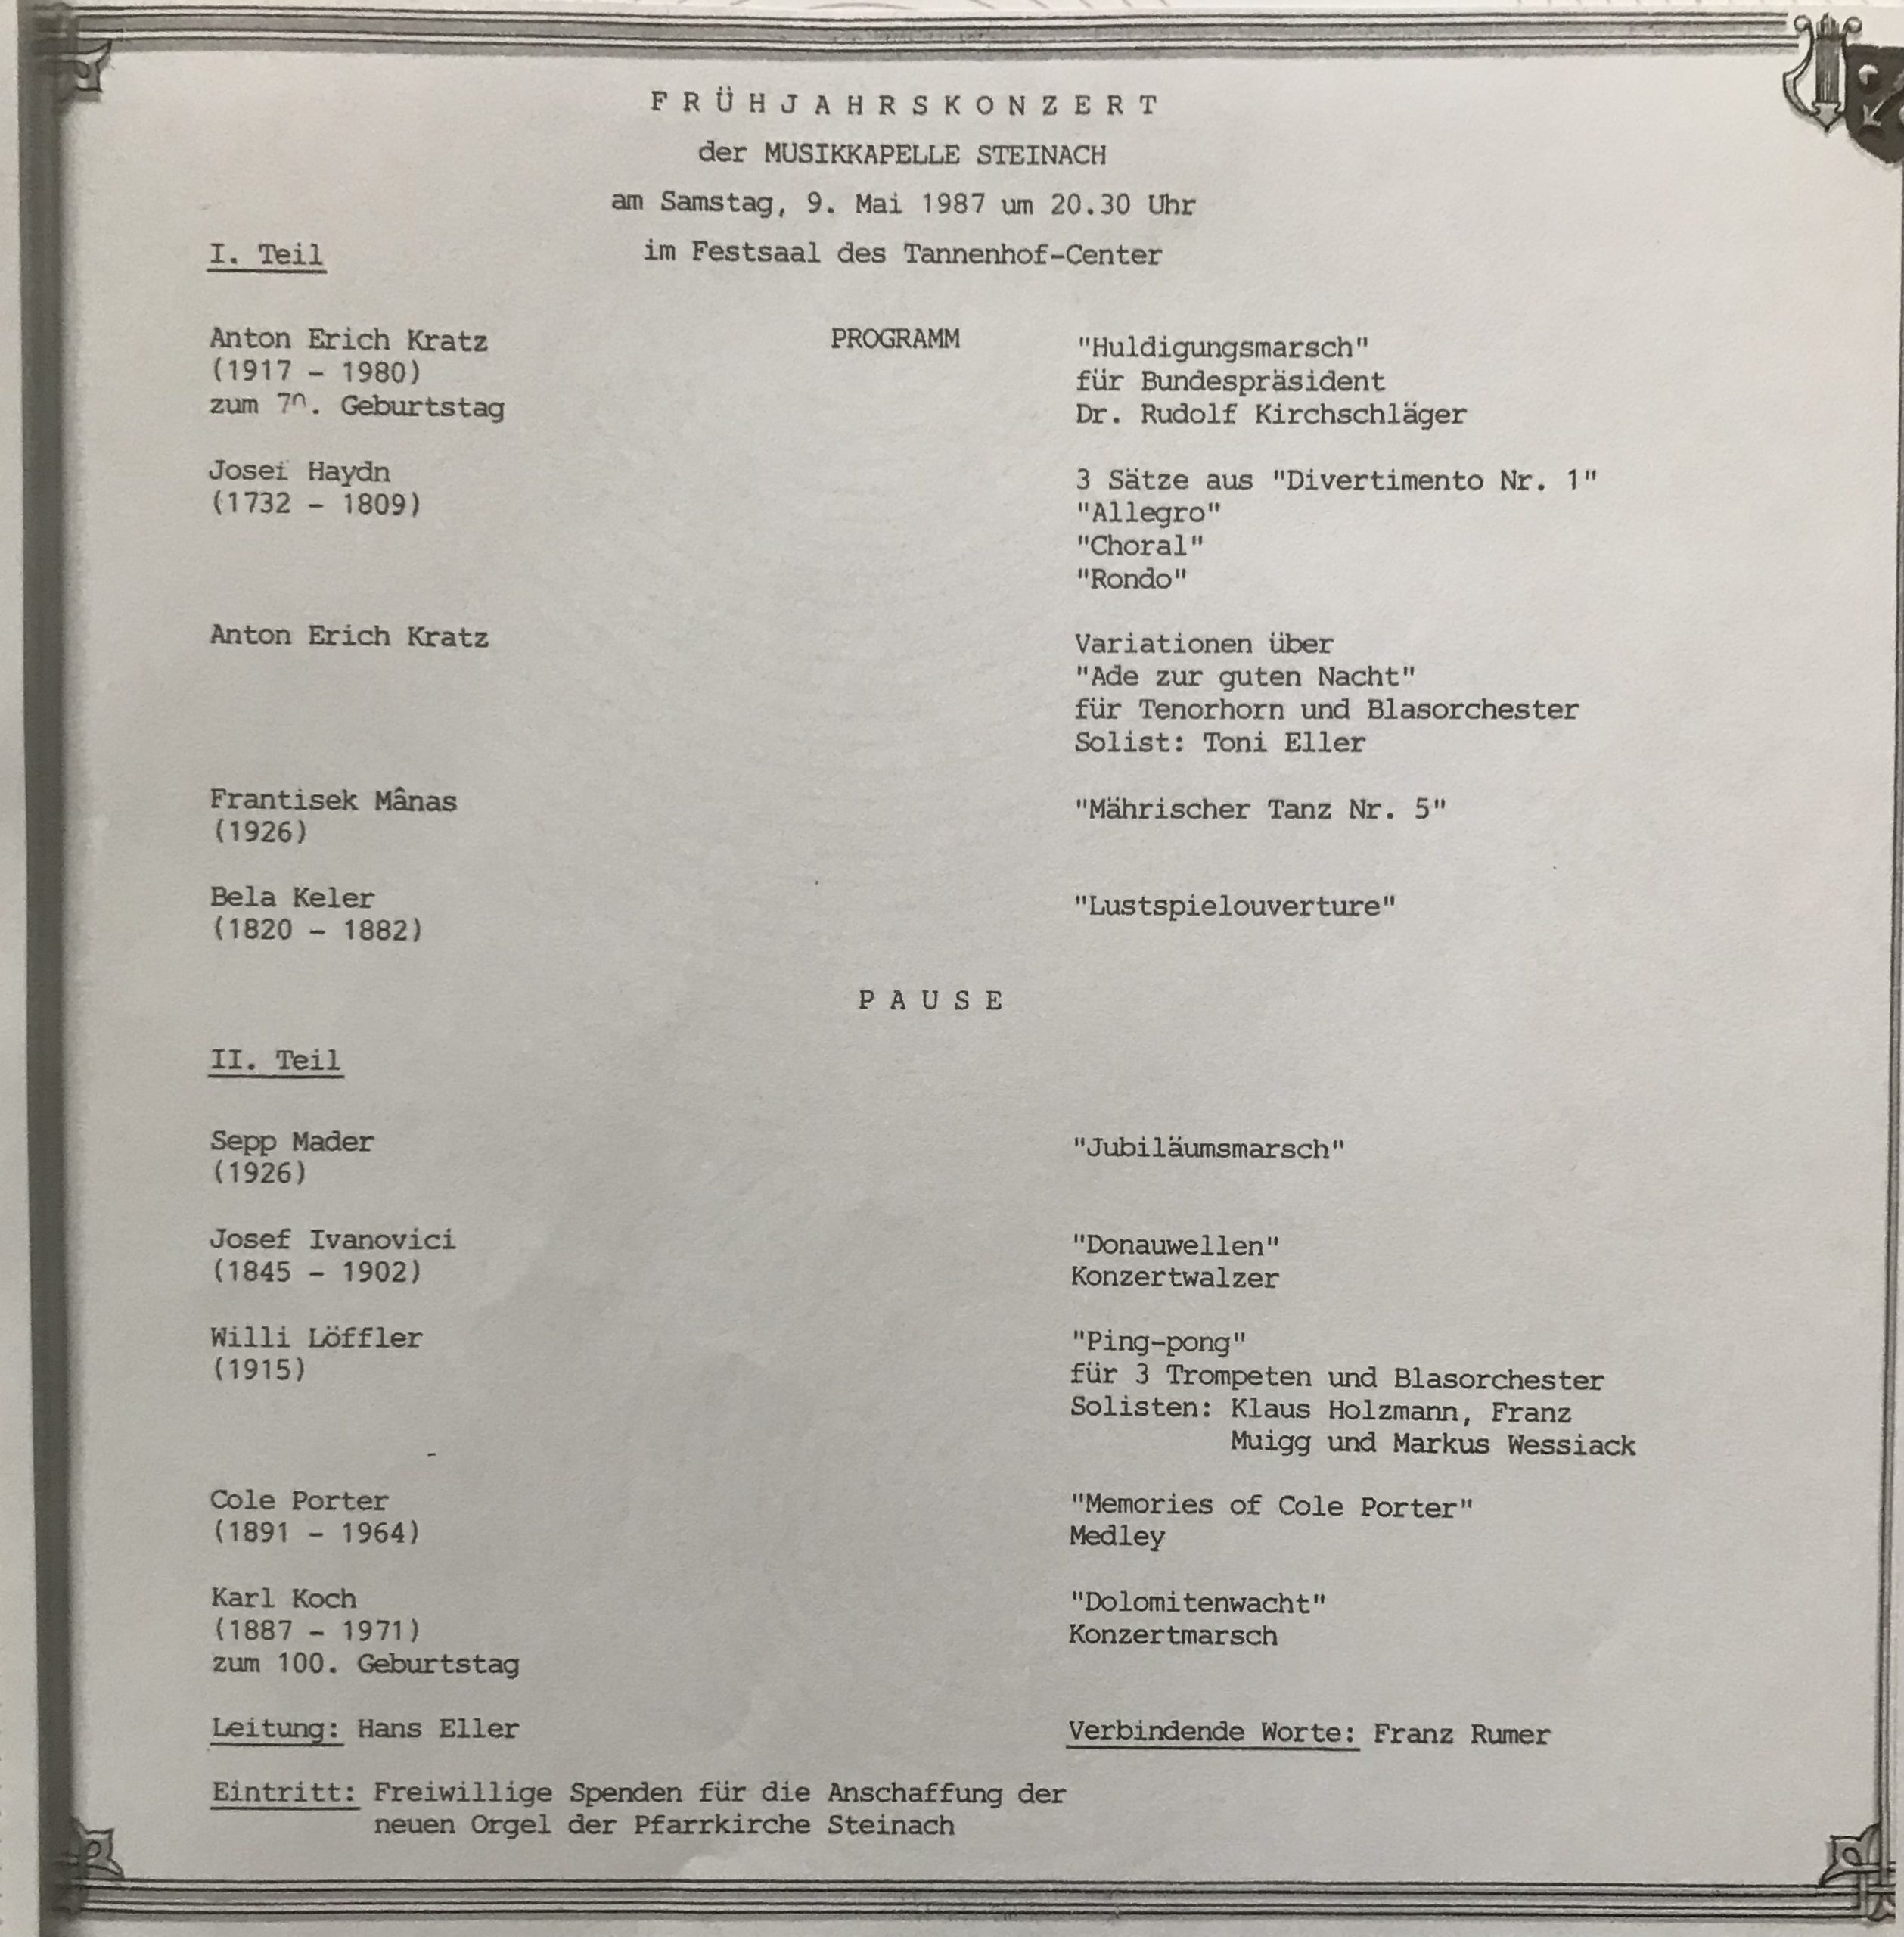 FRÜHJAHRSKONZERT
der MUSIKKAPELLE STEINACH
am Samstag, 9. Mai 1987 um 20.30 Uhr
im Festsaal des Tannenhof-Center
I. Teil
PROGRAMM
Anton Erich Kratz
(1917 - 1980)
zum 70. Geburtstag
"Huldigungsmarsch"
für Bundespräsident
Dr. Rudolf Kirchschläger
Josef Haydn
(1732 - 1809)
3 Sätze aus "Divertimento Nr. 1"
"Allegro"
"Choral"
"Rondo"
Anton Erich Kratz
Variationen über
"Ade zur guten Nacht"
für Tenorhorn und Blasorchester
Solist: Toni Eller
Frantisek Mânas
(1926)
"Mährischer Tanz Nr. 5"
Bela Keler
(1820 - 1882)
"Lustspielouverture"
PAUSE
II. Teil
Sepp Mader
(1926)
"Jubiläumsmarsch"
Josef Ivanovici
(1845 - 1902)
"Donauwellen"
Konzertwalzer
Willi Löffler
(1915)
"Ping-pong"
für 3 Trompeten und Blasorchester
Solisten: Klaus Holzmann, Franz
Muigg und Markus Wessiack
Cole Porter
(1891 - 1964)
"Memories of Cole Porter"
Medley
Karl Koch
(1887 - 1971)
zum 100. Geburtstag
"Dolomitenwacht"
Konzertmarsch
Leitung: Hans Eller
Verbindende Worte: Franz Rumer
Eintritt: Freiwillige Spenden für die Anschaffung der
neuen Orgel der Pfarrkirche Steinach